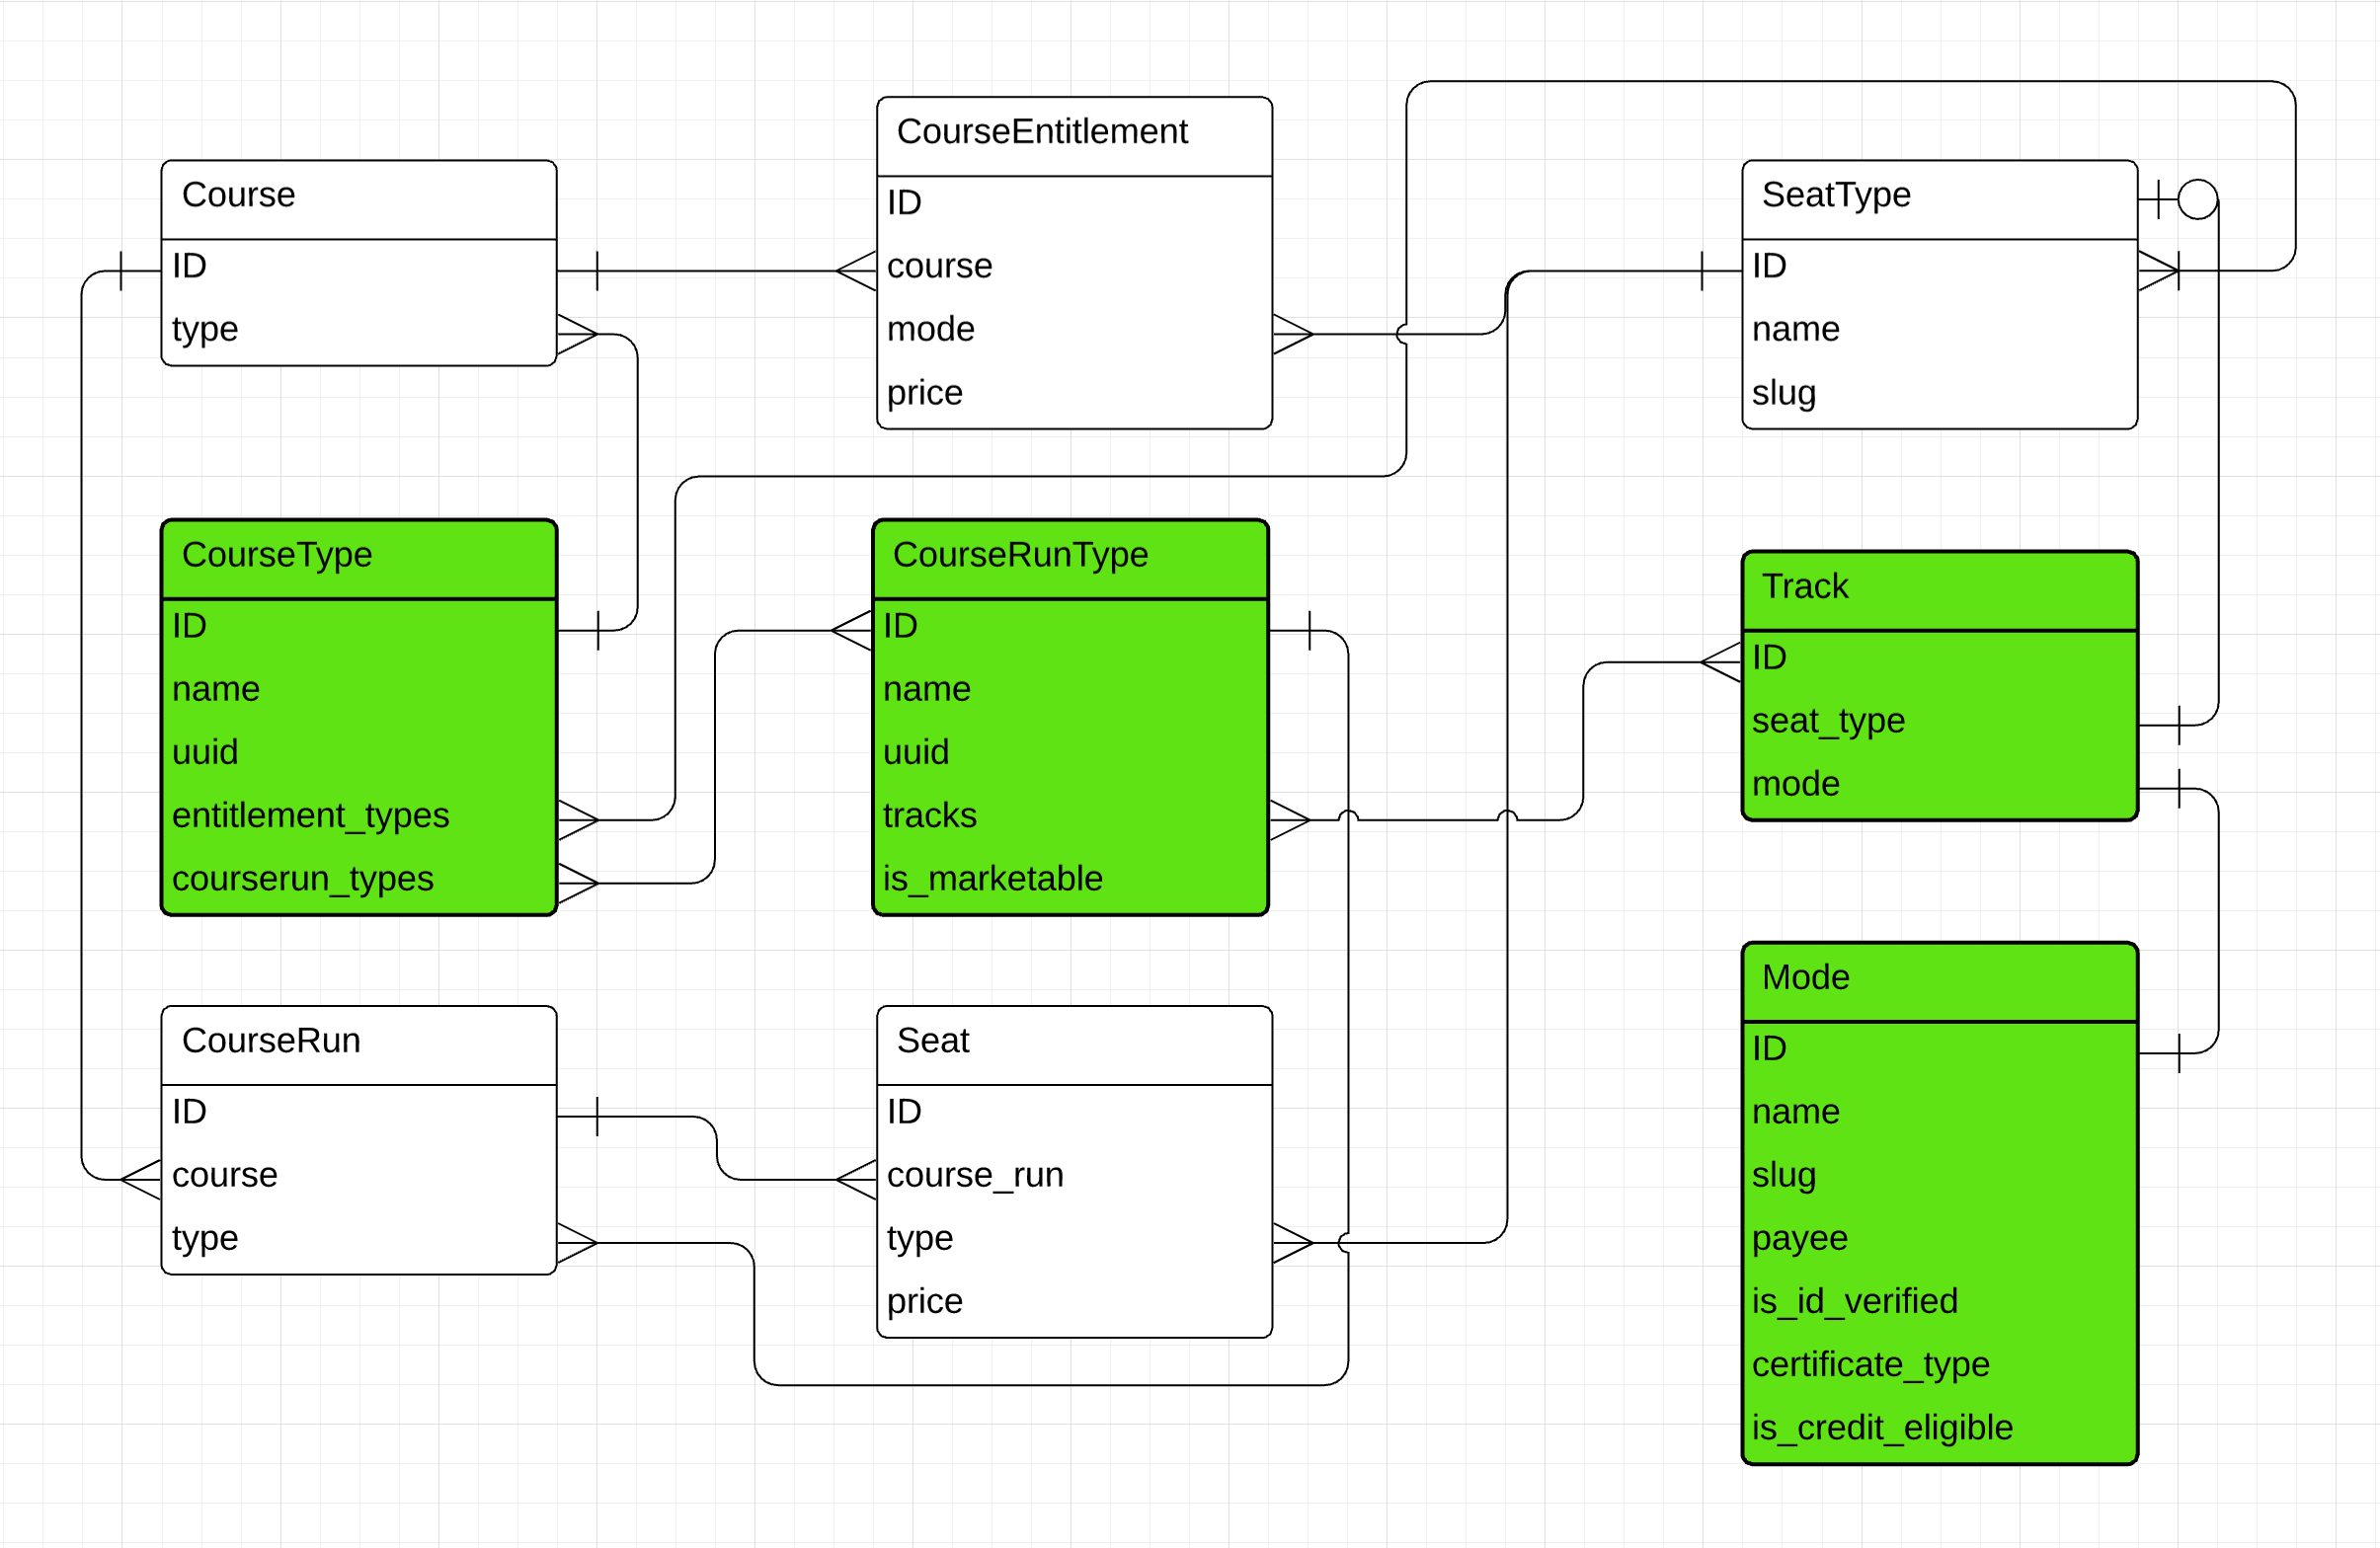 Course
ID
type
CourseEntitlement
ID
course
mode
price
SeatType
ID
name
slug
CourseType
ID
name
uuid
entitlement_types
courserun_types
CourseRunType
ID
name
uuid
tracks
is_marketable
Track
ID
seat_type
mode
CourseRun
ID
course
type
Seat
ID
course_run
type
price
Mode
ID
name
slug
payee
is_id_verified
certificate_type
is_credit_eligible